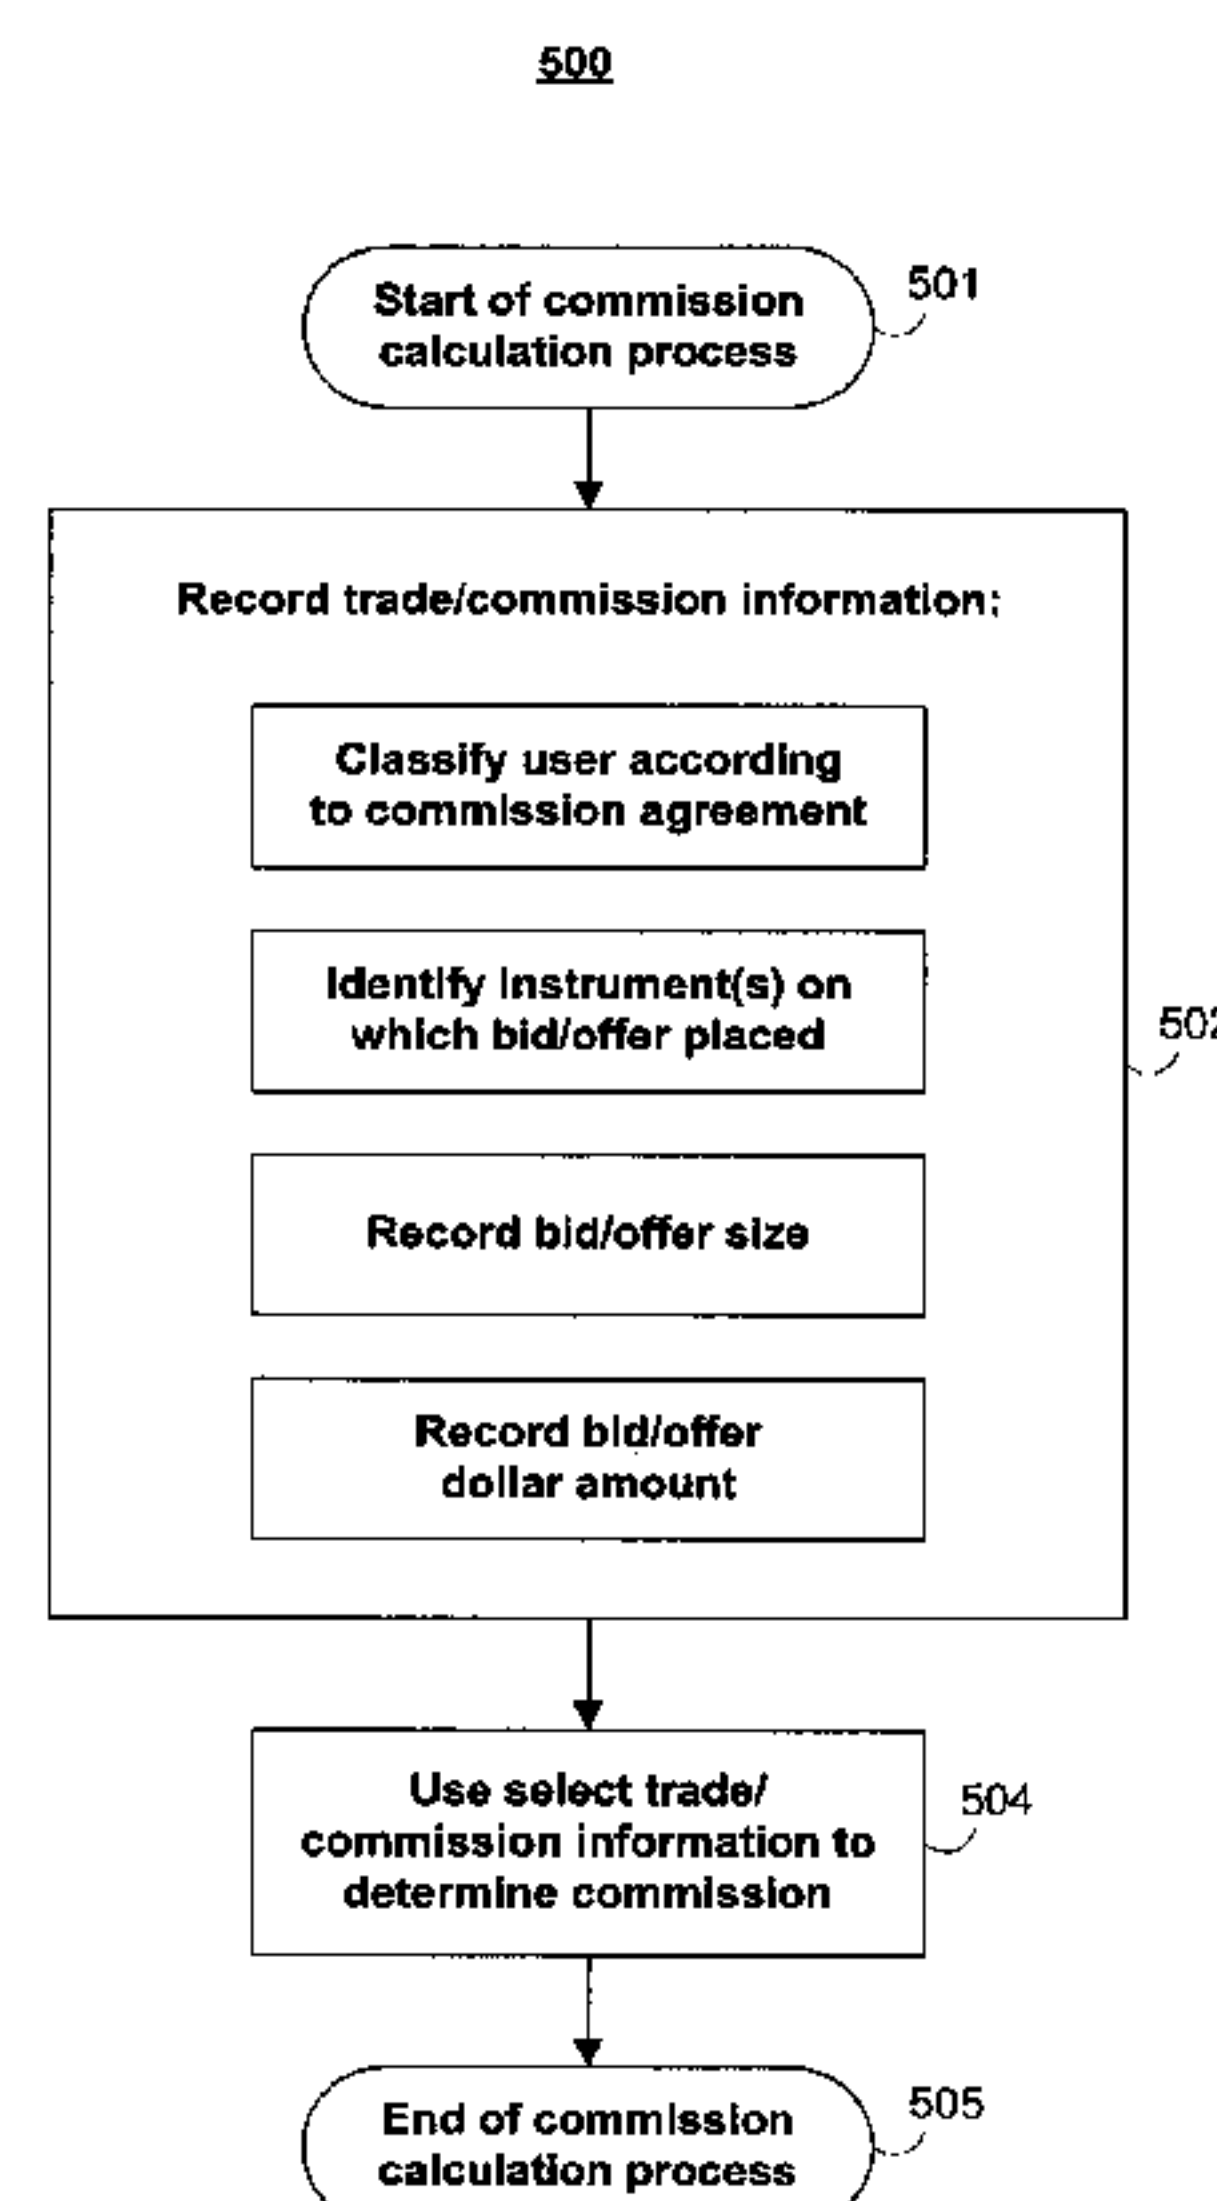 500
Start of commission
calculation process
501
Record trade/commission information:
Classify user according
to commission agreement
Identify instrument(s) on
which bid/offer placed
502
Record bid/offer size
Record bid/offer
dollar amount
Use select trade/
commission information to
determine commission
504
End of commission
calculation process
505